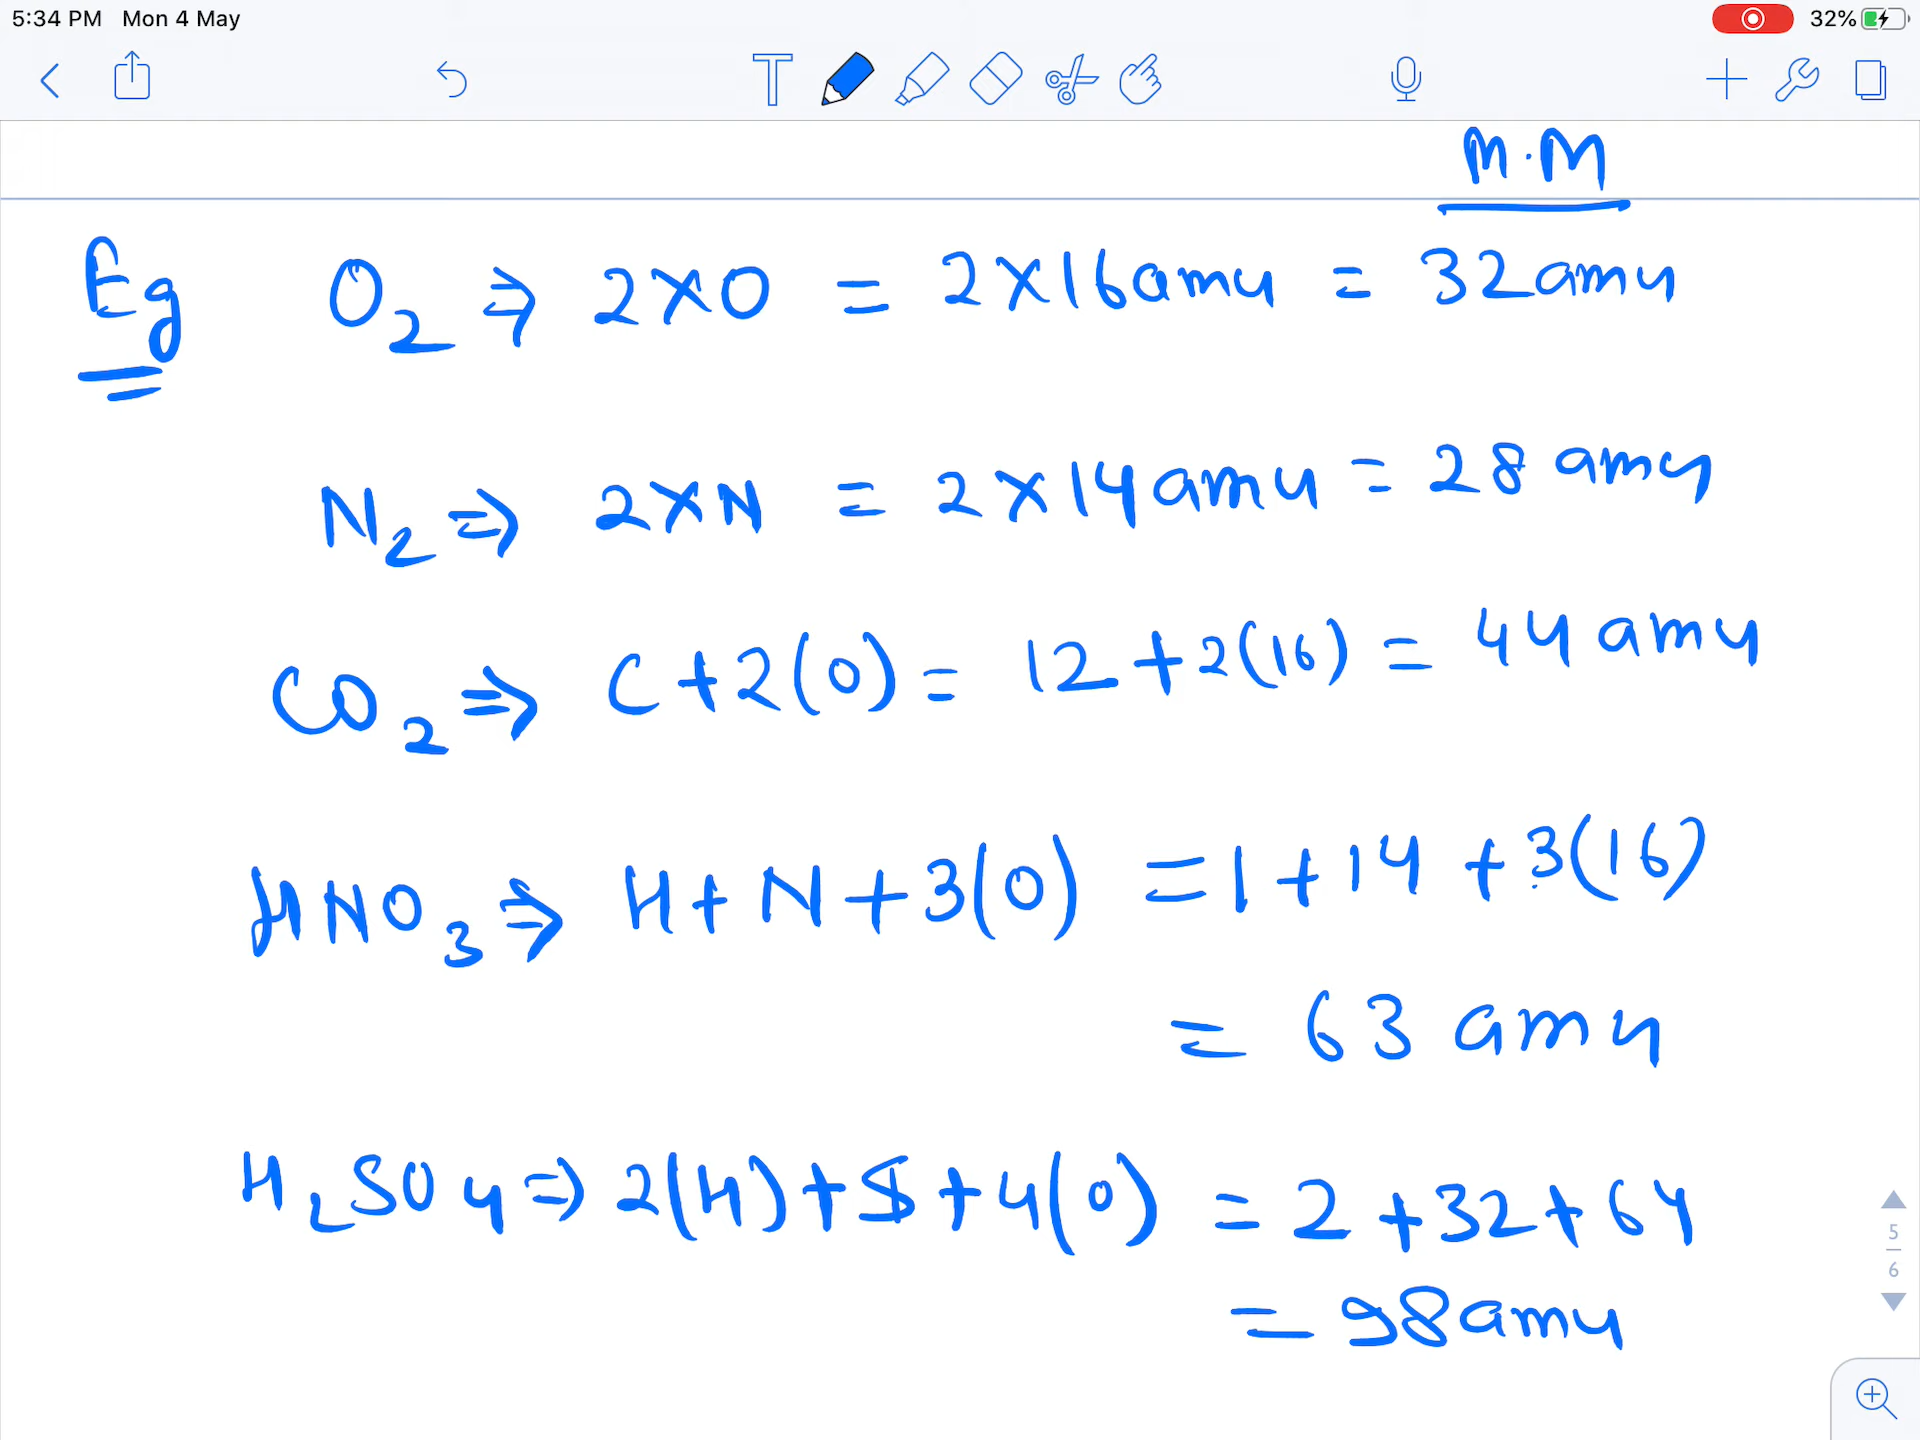 5:34 PM Mon 4 May 32%
T
M.M
Eg O₂ ⇒ 2×O = 2×16amu = 32amu
N₂ ⇒ 2×N = 2×14amu = 28 amu
CO₂ ⇒ C+2(O) = 12+2(16) = 44 amu
HNO₃ ⇒ H+N+3(O) = 1+14+3(16)
= 63 amu
H₂SO₄ ⇒ 2(H)+S+4(O) = 2+32+64
= 98amu
5
6